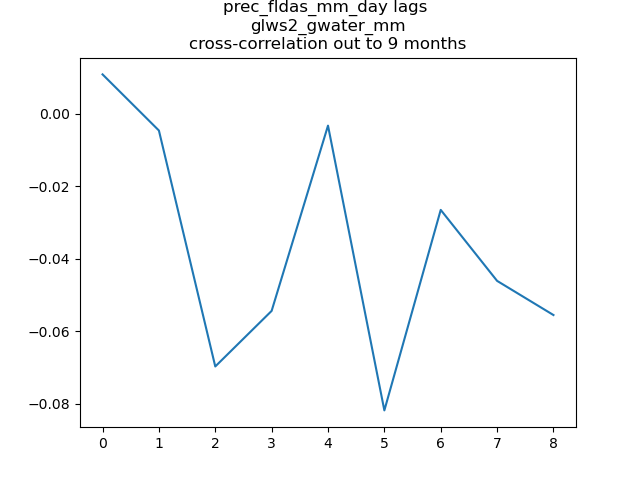 prec_fldas_mm_day lags
glws2_gwater_mm
cross-correlation out to 9 months
0.00
−0.02
−0.04
−0.06
−0.08
0 1 2 3 4 5 6 7 8